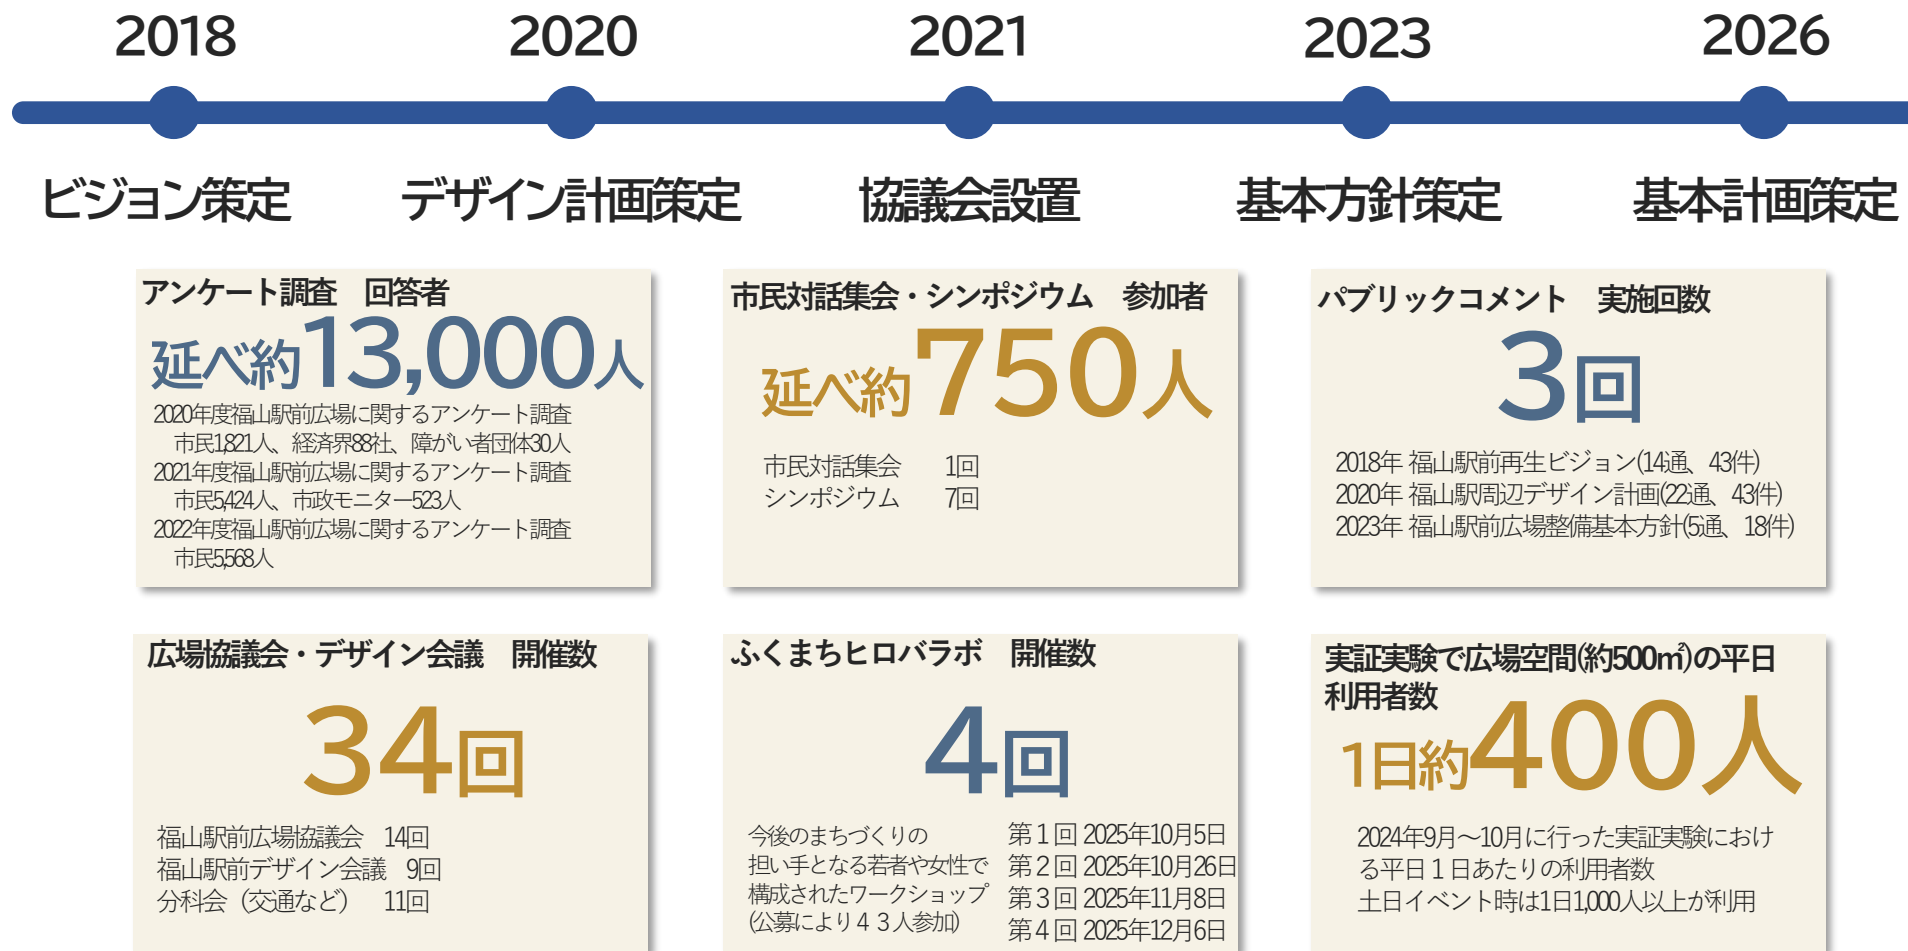 2018
2020
2021
2023
2026
ビジョン策定
デザイン計画策定
協議会設置
基本方針策定
基本計画策定
アンケート調査　回答者
延べ約13,000人
2020年度福山駅前広場に関するアンケート調査
市民1,821人、経済界88社、障がい者団体30人
2021年度福山駅前広場に関するアンケート調査
市民5,424人、市政モニター523人
2022年度福山駅前広場に関するアンケート調査
市民5,568人
市民対話集会・シンポジウム　参加者
延べ約750人
市民対話集会　1回
シンポジウム　7回
パブリックコメント　実施回数
3回
2018年 福山駅前再生ビジョン(14通、43件)
2020年 福山駅周辺デザイン計画(22通、43件)
2023年 福山駅前広場整備基本方針(5通、18件)
広場協議会・デザイン会議　開催数
34回
福山駅前広場協議会　14回
福山駅前デザイン会議　9回
分科会（交通など）　11回
ふくまちヒロバラボ　開催数
4回
今後のまちづくりの
担い手となる若者や女性で
構成されたワークショップ
(公募により４３人参加)
第１回 2025年10月5日
第２回 2025年10月26日
第３回 2025年11月8日
第４回 2025年12月6日
実証実験で広場空間(約500㎡)の平日
利用者数
1日約400人
2024年9月～10月に行った実証実験におけ
る平日１日あたりの利用者数
土日イベント時は1日1,000人以上が利用